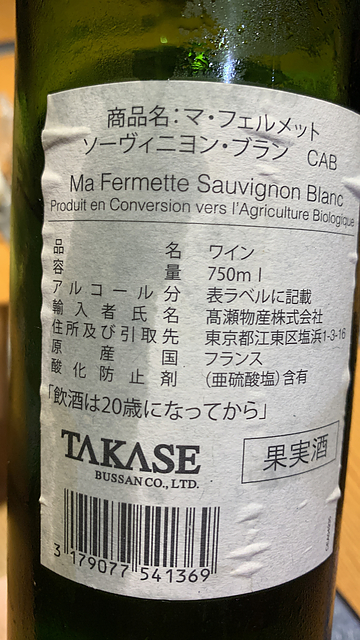 商品名：マ・フェルメット
ソーヴィニヨン・ブラン　CAB
Ma Fermette Sauvignon Blanc
Produit en Conversion vers l'Agriculture Biologique
品名 ワイン
容量 750ml
アルコール分 表ラベルに記載
輸入者氏名 髙瀬物産株式会社
住所及び引取先 東京都江東区塩浜1-3-16
原産国 フランス
酸化防止剤 (亜硫酸塩)含有
「飲酒は20歳になってから」
TAKASE
BUSSAN CO., LTD.
果実酒
3 179077 541369